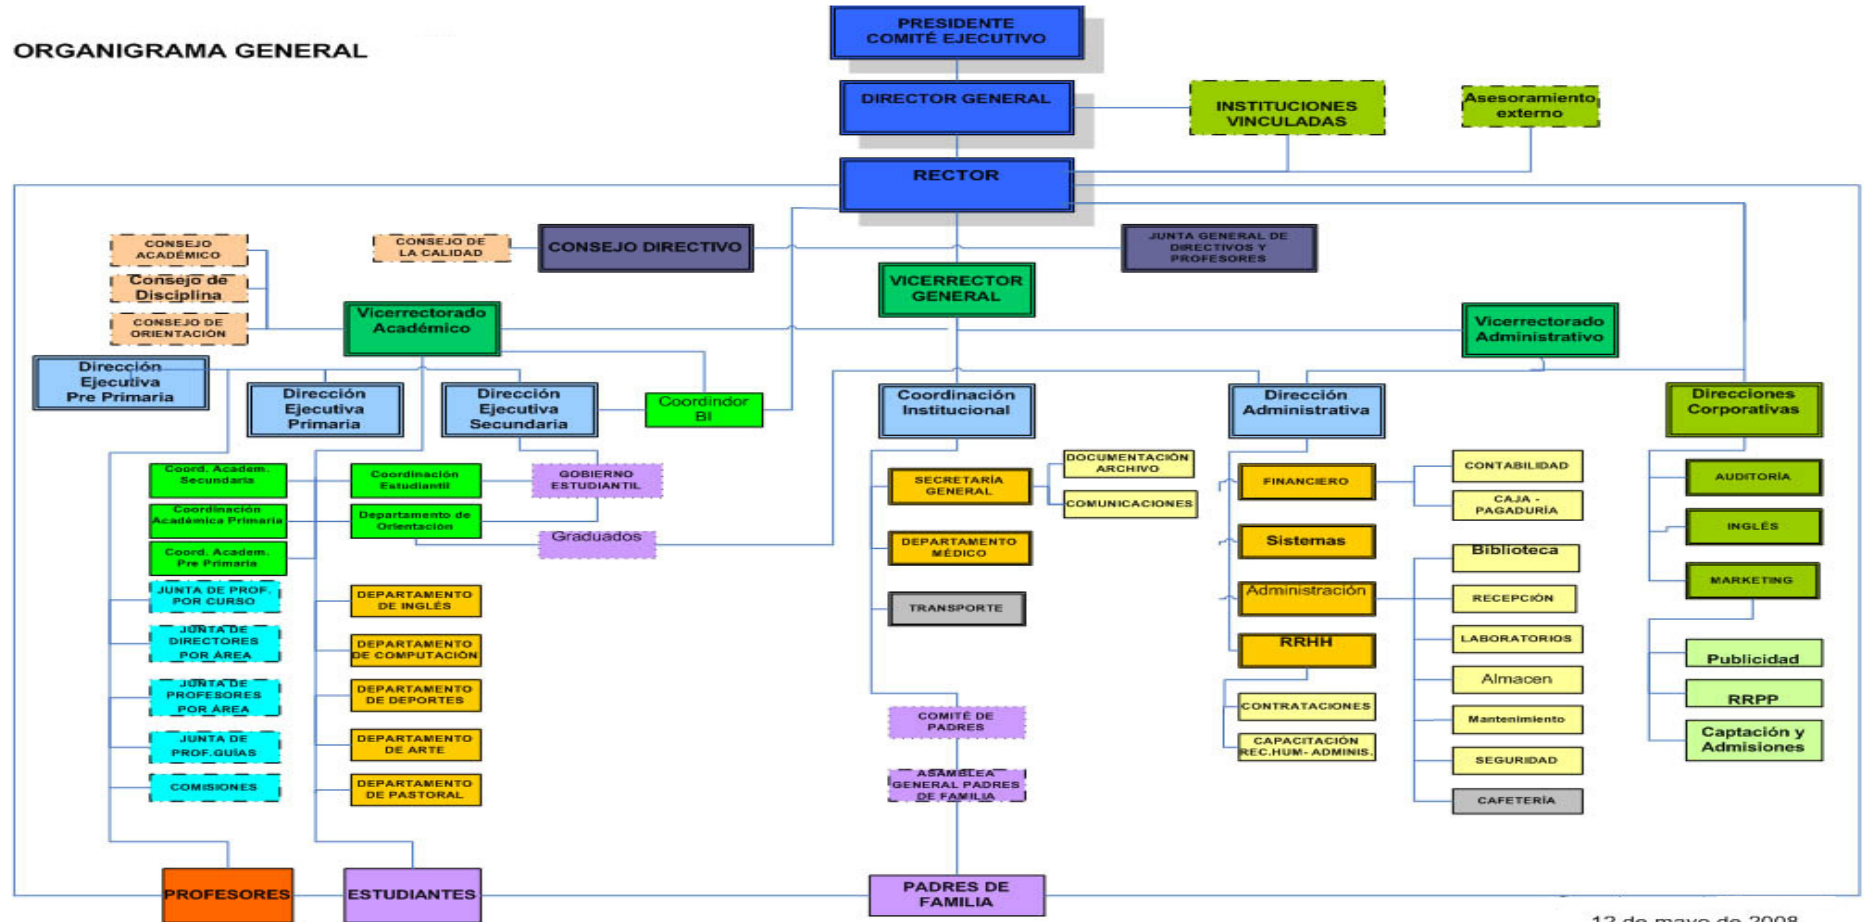 ORGANIGRAMA GENERAL
PRESIDENTE
COMITÉ EJECUTIVO
DIRECTOR GENERAL
INSTITUCIONES
VINCULADAS
Asesoramiento
externo
RECTOR
CONSEJO
ACADÉMICO
CONSEJO DE
LA CALIDAD
CONSEJO DIRECTIVO
JUNTA GENERAL DE
DIRECTIVOS Y
PROFESORES
Consejo de
Disciplina
VICERRECTOR
GENERAL
CONSEJO DE
ORIENTACIÓN
Vicerrectorado
Académico
Vicerrectorado
Administrativo
Dirección
Ejecutiva
Pre Primaria
Dirección
Ejecutiva
Primaria
Dirección
Ejecutiva
Secundaria
Coordindor
BI
Coordinación
Institucional
Dirección
Administrativa
Direcciones
Corporativas
Coord. Academ.
Secundaria
Coordinación
Estudiantil
GOBIERNO
ESTUDIANTIL
Coordinación
Académica Primaria
Departamento de
Orientación
Graduados
Coord. Academ.
Pre Primaria
JUNTA DE PROF.
POR CURSO
JUNTA DE
DIRECTORES
POR ÁREA
JUNTA DE
PROFESORES
POR ÁREA
JUNTA DE
PROF.GUÍAS
COMISIONES
DEPARTAMENTO
DE INGLÉS
DEPARTAMENTO
DE COMPUTACIÓN
DEPARTAMENTO
DE DEPORTES
DEPARTAMENTO
DE ARTE
DEPARTAMENTO
DE PASTORAL
SECRETARÍA
GENERAL
DOCUMENTACIÓN
ARCHIVO
COMUNICACIONES
DEPARTAMENTO
MÉDICO
TRANSPORTE
COMITÉ DE
PADRES
ASAMBLEA
GENERAL PADRES
DE FAMILIA
FINANCIERO
CONTABILIDAD
CAJA -
PAGADURÍA
Sistemas
Administración
RRHH
CONTRATACIONES
CAPACITACIÓN
REC.HUM- ADMINIS.
Biblioteca
RECEPCIÓN
LABORATORIOS
Almacen
Mantenimiento
SEGURIDAD
CAFETERÍA
AUDITORÍA
INGLÉS
MARKETING
Publicidad
RRPP
Captación y
Admisiones
PROFESORES
ESTUDIANTES
PADRES DE
FAMILIA
12 de mayo de 2008